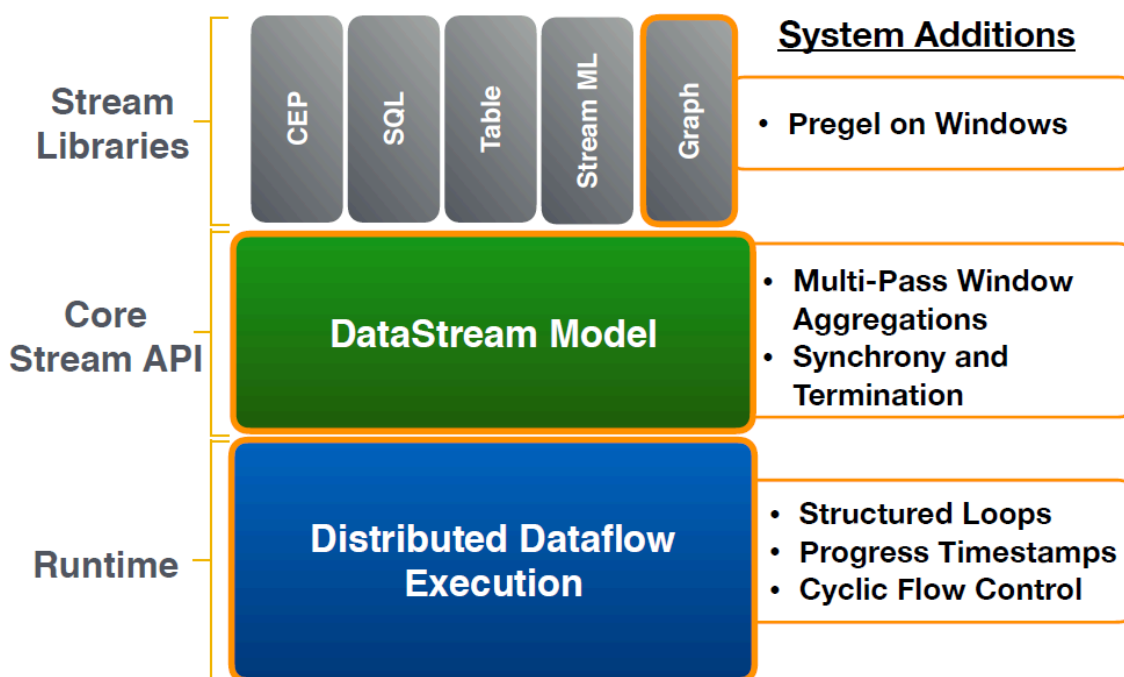 System Additions
Stream
Libraries
CEP
SQL
Table
Stream ML
Graph
• Pregel on Windows
Core
Stream API
DataStream Model
• Multi-Pass Window
Aggregations
• Synchrony and
Termination
Runtime
Distributed Dataflow
Execution
• Structured Loops
• Progress Timestamps
• Cyclic Flow Control